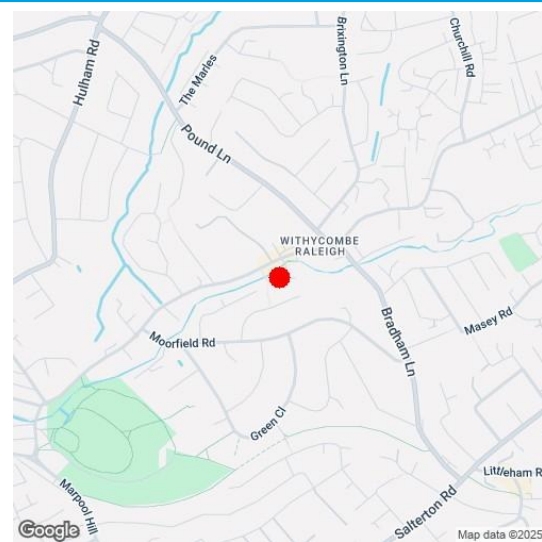 Hulham Rd
The Marles
Brixington Ln
Churchill Rd
Pound Ln
WITHYCOMBE
RALEIGH
Moorfield Rd
Bradham Ln
Masey Rd
Green Cl
Marpool Hill
Salterton Rd
Littleham R
Google
Map data ©2025